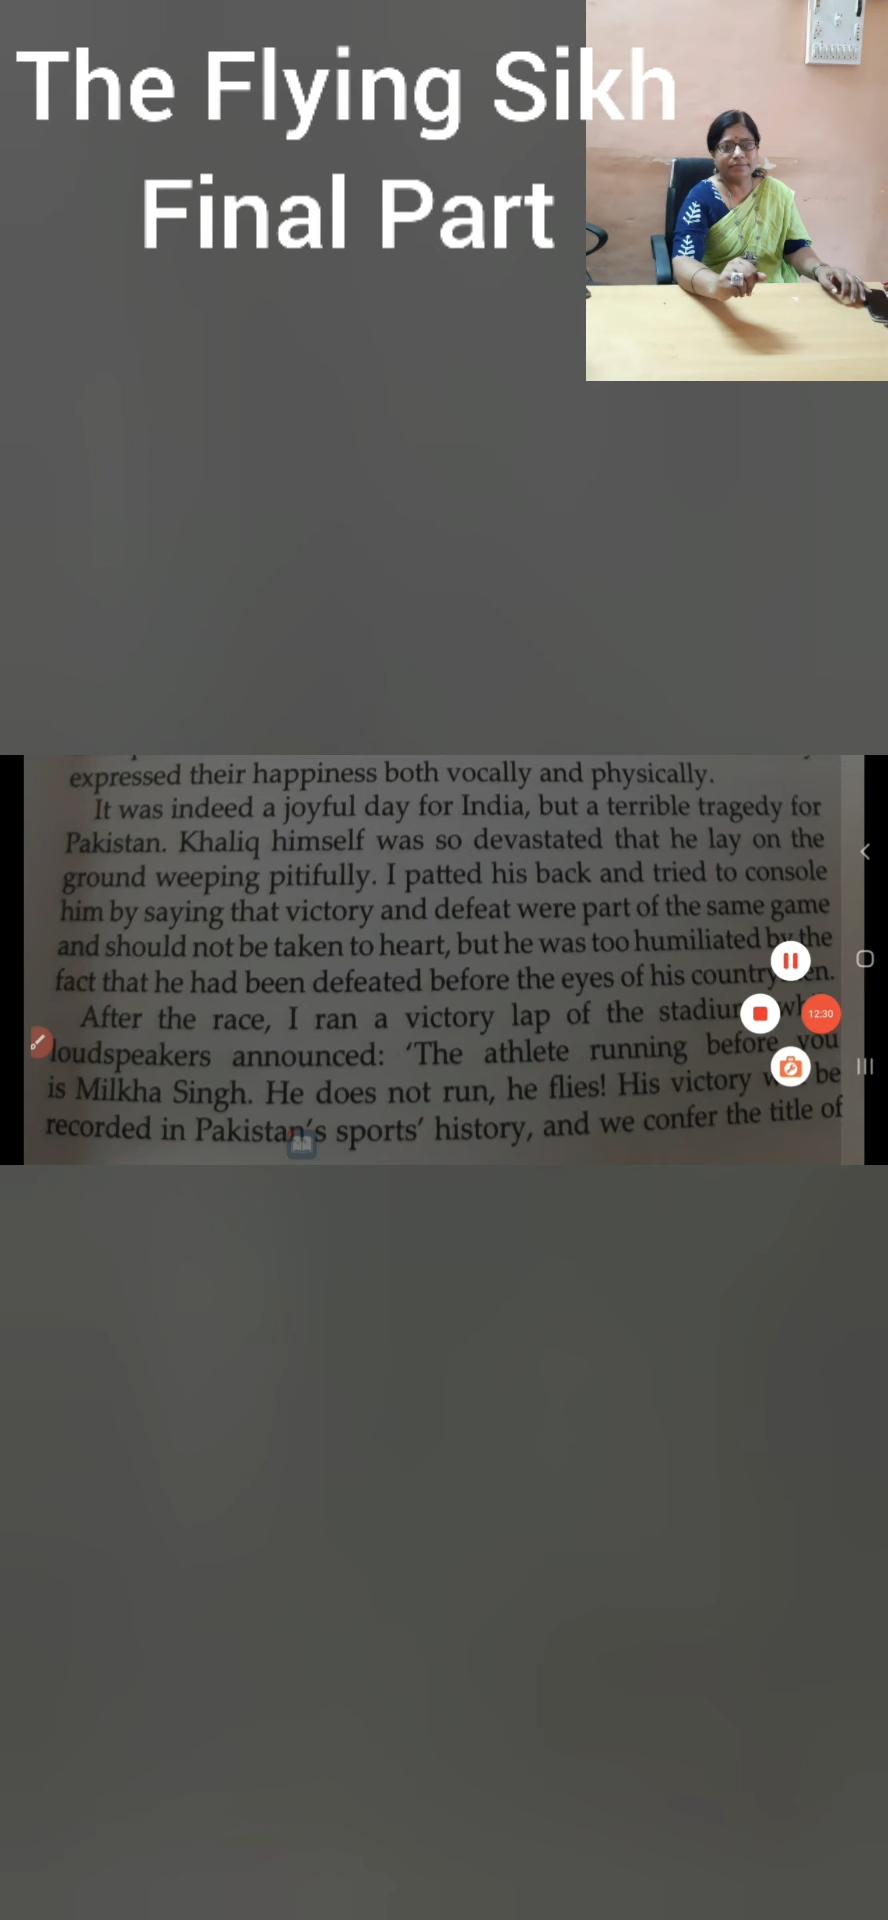 The Flying Sikh
Final Part
expressed their happiness both vocally and physically.
It was indeed a joyful day for India, but a terrible tragedy for
Pakistan. Khaliq himself was so devastated that he lay on the
ground weeping pitifully. I patted his back and tried to console
him by saying that victory and defeat were part of the same game
and should not be taken to heart, but he was too humiliated by the
fact that he had been defeated before the eyes of his
After the race, I ran a victory lap of the
12:30
loudspeakers announced: ‘The athlete running before you
is Milkha Singh. He does not run, he flies! His victory be
recorded in Pakistan’s sports’ history, and we confer the title of